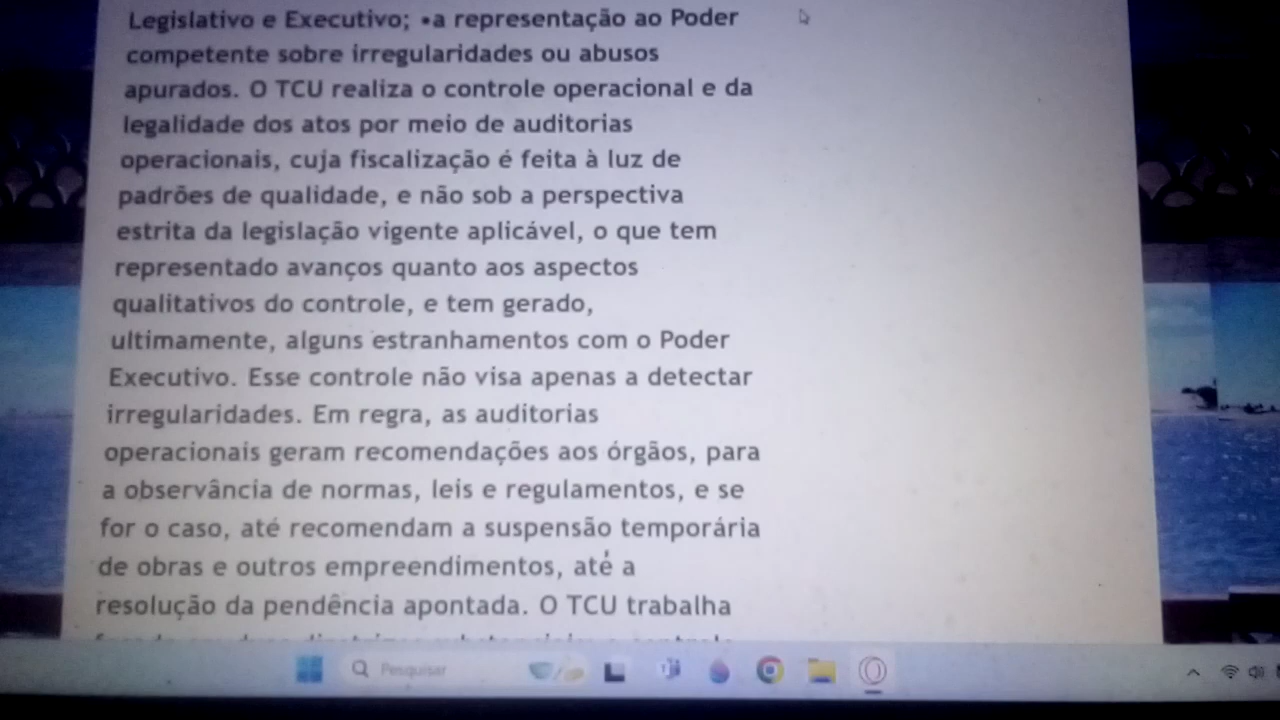 Legislativo e Executivo; •a representação ao Poder
competente sobre irregularidades ou abusos
apurados. O TCU realiza o controle operacional e da
legalidade dos atos por meio de auditorias
operacionais, cuja fiscalização é feita à luz de
padrões de qualidade, e não sob a perspectiva
estrita da legislação vigente aplicável, o que tem
representado avanços quanto aos aspectos
qualitativos do controle, e tem gerado,
ultimamente, alguns estranhamentos com o Poder
Executivo. Esse controle não visa apenas a detectar
irregularidades. Em regra, as auditorias
operacionais geram recomendações aos órgãos, para
a observância de normas, leis e regulamentos, e se
for o caso, até recomendam a suspensão temporária
de obras e outros empreendimentos, até a
resolução da pendência apontada. O TCU trabalha
Pesquisar